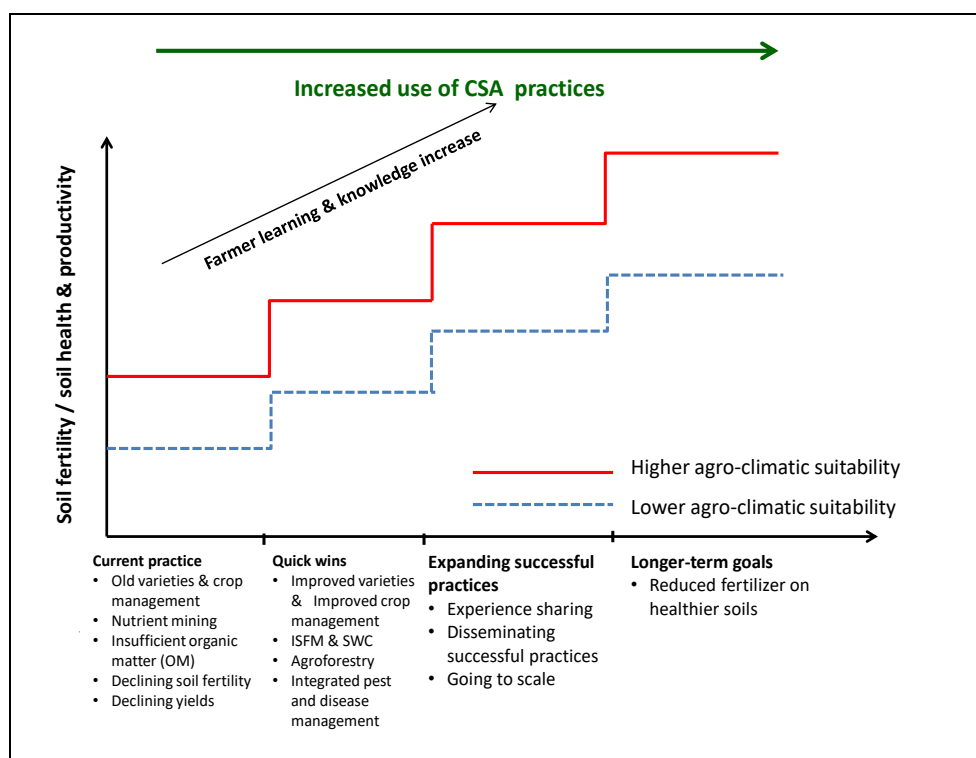 Increased use of CSA practices
Farmer learning & knowledge increase
Soil fertility / soil health & productivity
Higher agro-climatic suitability
Lower agro-climatic suitability
Current practice
• Old varieties & crop
management
• Nutrient mining
• Insufficient organic
matter (OM)
• Declining soil fertility
• Declining yields
Quick wins
• Improved varieties
& Improved crop
management
• ISFM & SWC
• Agroforestry
• Integrated pest
and disease
management
Expanding successful
practices
• Experience sharing
• Disseminating
successful practices
• Going to scale
Longer-term goals
• Reduced fertilizer on
healthier soils